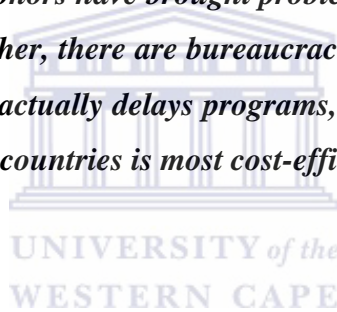 onors have brought proble
her, there are bureaucrac
actually delays programs,
countries is most cost-effi
UNIVERSITY of the
WESTERN CAPE